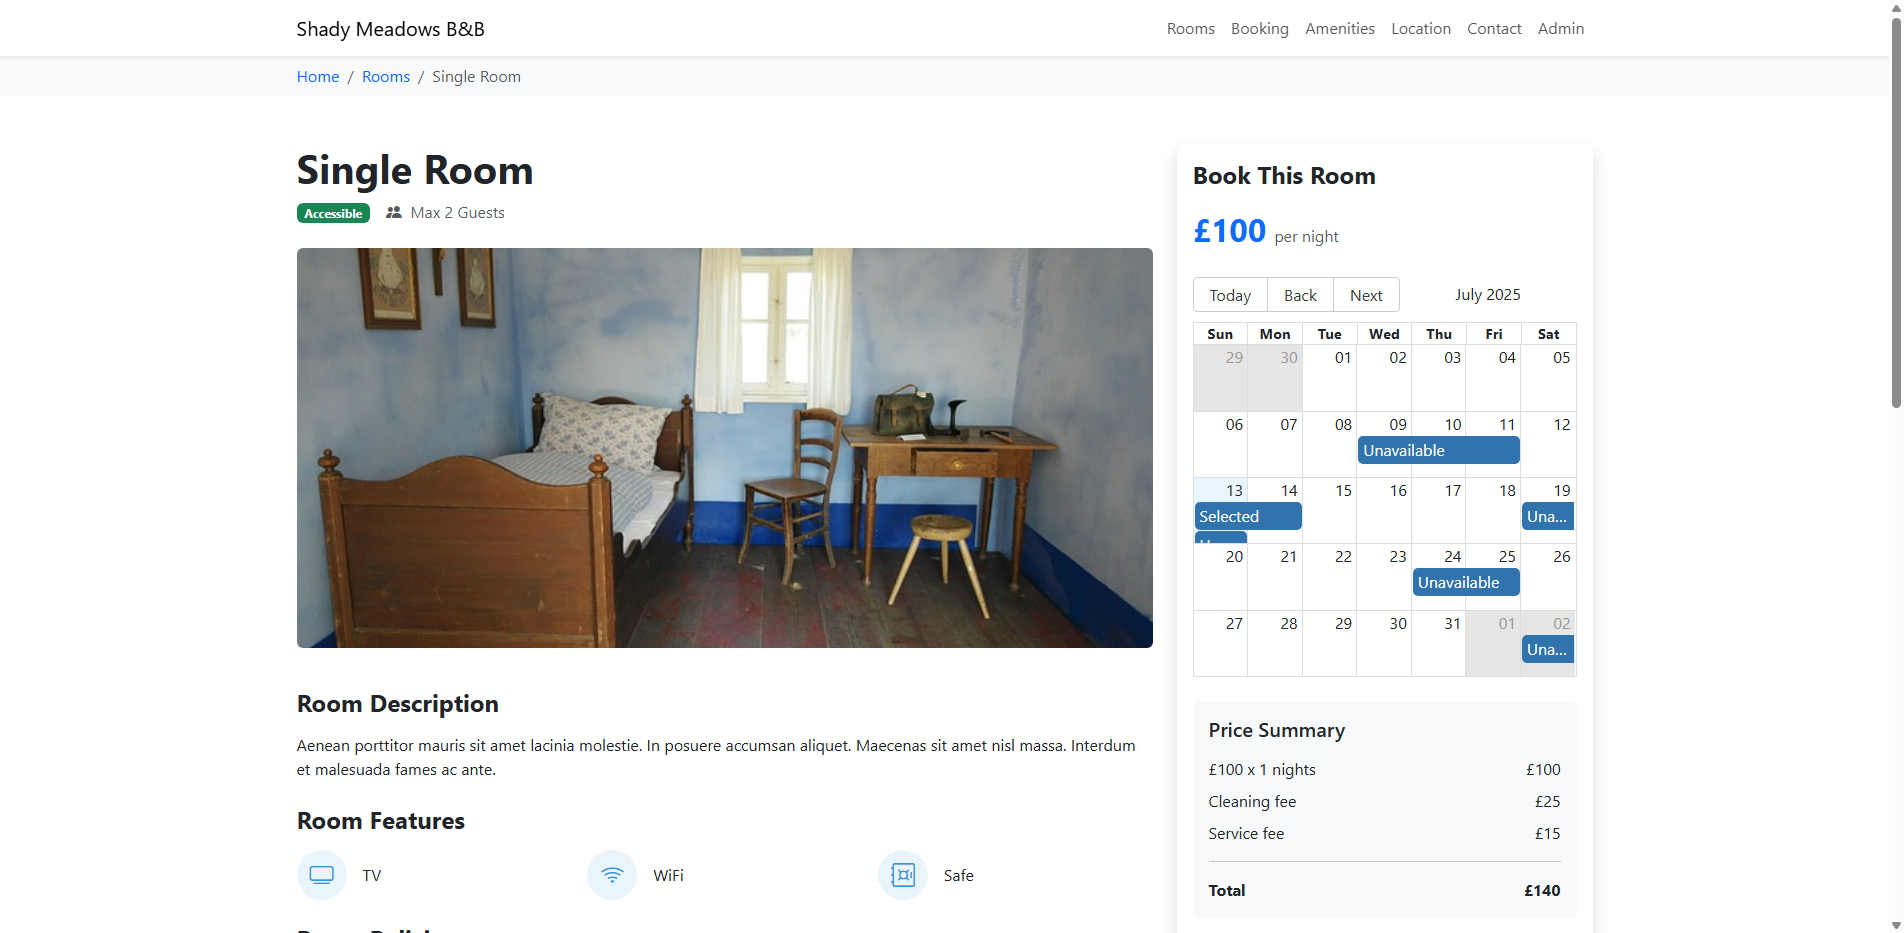 Shady Meadows B&B
Rooms Booking Amenities Location Contact Admin
Home / Rooms / Single Room
Single Room
Accessible Max 2 Guests
Room Description
Aenean porttitor mauris sit amet lacinia molestie. In posuere accumsan aliquet. Maecenas sit amet nisl massa. Interdum
et malesuada fames ac ante.
Room Features
TV WiFi Safe
Book This Room
£100 per night
Today Back Next July 2025
Sun Mon Tue Wed Thu Fri Sat
29 30 01 02 03 04 05
06 07 08 09 10 11 12
Unavailable
13 14 15 16 17 18 19
Selected Una...
20 21 22 23 24 25 26
Unavailable
27 28 29 30 31 01 02
Una...
Price Summary
£100 x 1 nights £100
Cleaning fee £25
Service fee £15
Total £140